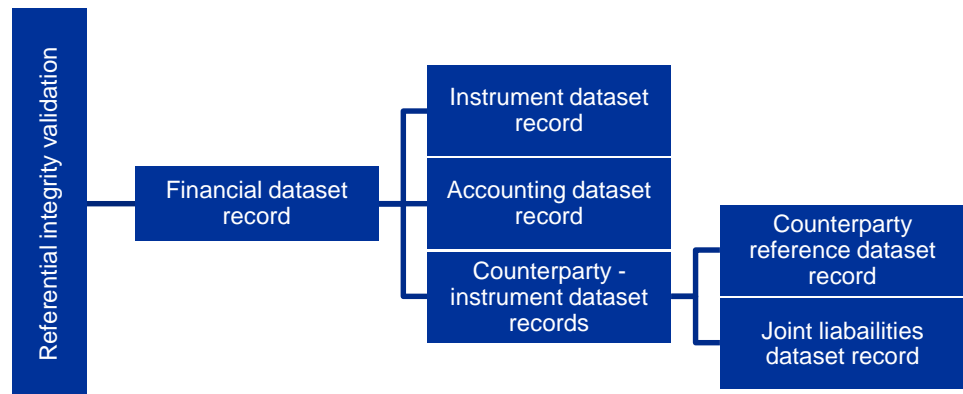 Referential integrity validation
Financial dataset
record
Instrument dataset
record
Accounting dataset
record
Counterparty -
instrument dataset
records
Counterparty
reference dataset
record
Joint liabailities
dataset record